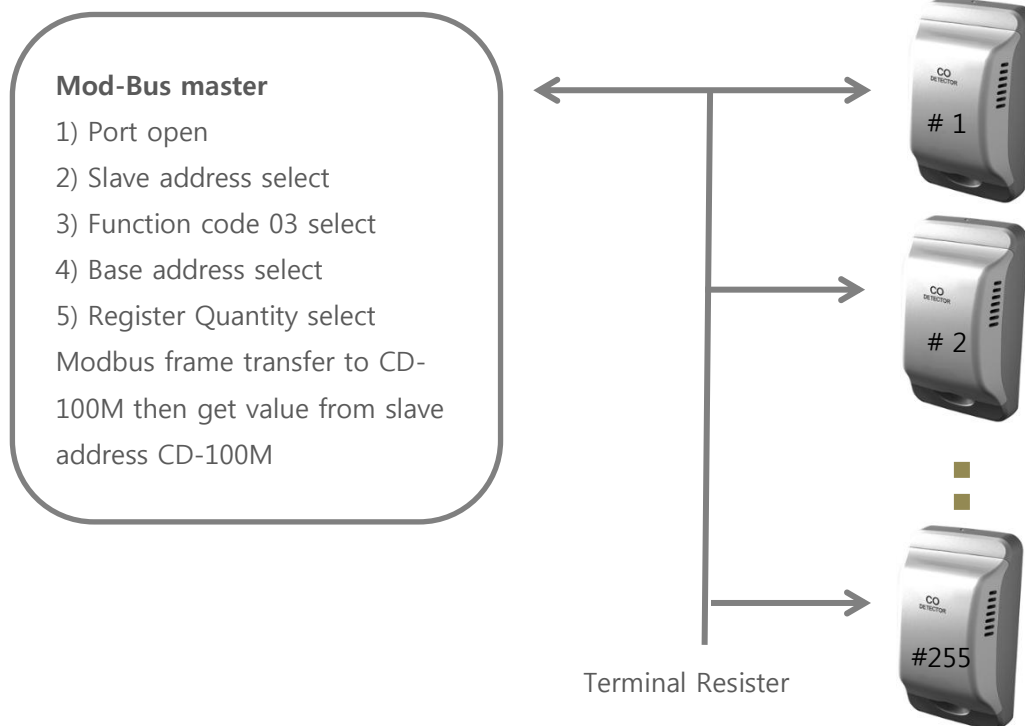 Mod-Bus master
1) Port open
2) Slave address select
3) Function code 03 select
4) Base address select
5) Register Quantity select
Modbus frame transfer to CD-
100M then get value from slave
address CD-100M
CO
DETECTOR
# 1
CO
DETECTOR
# 2
CO
DETECTOR
#255
Terminal Resister